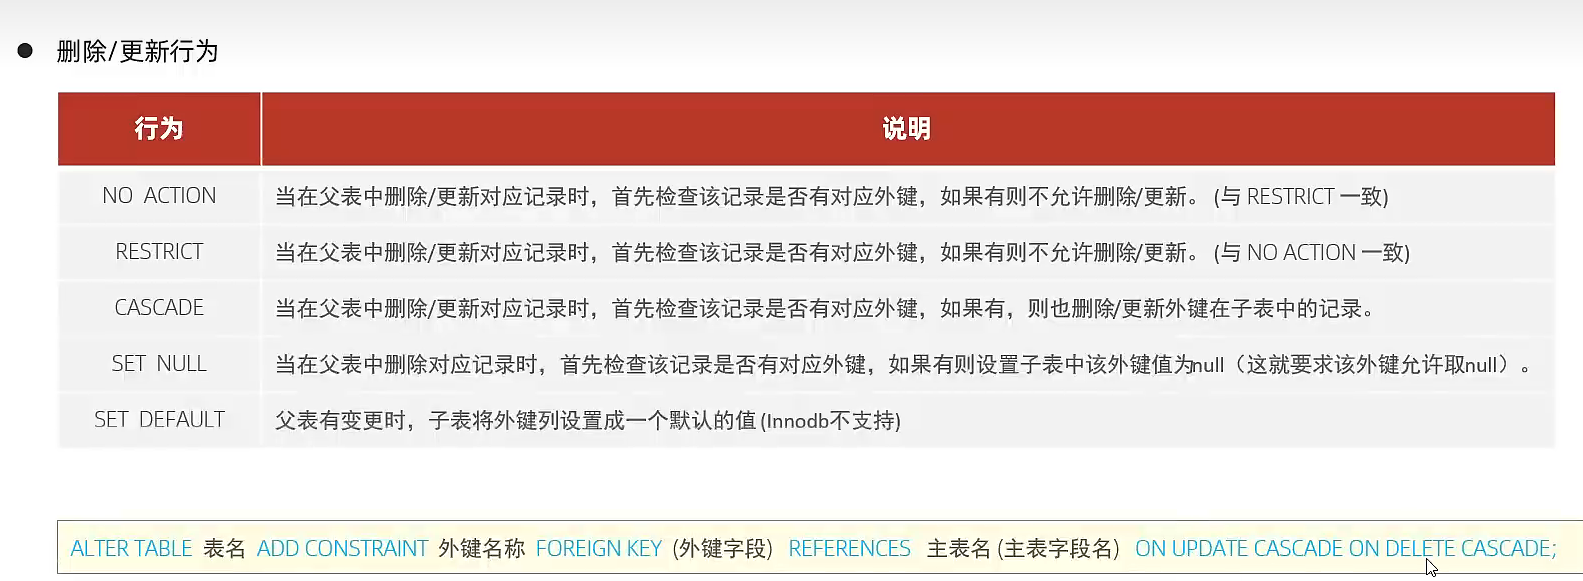 ● 删除/更新行为
行为 说明
NO ACTION 当在父表中删除/更新对应记录时，首先检查该记录是否有对应外键，如果有则不允许删除/更新。 (与 RESTRICT 一致)
RESTRICT 当在父表中删除/更新对应记录时，首先检查该记录是否有对应外键，如果有则不允许删除/更新。 (与 NO ACTION 一致)
CASCADE 当在父表中删除/更新对应记录时，首先检查该记录是否有对应外键，如果有，则也删除/更新外键在子表中的记录。
SET NULL 当在父表中删除对应记录时，首先检查该记录是否有对应外键，如果有则设置子表中该外键值为null（这就要求该外键允许取null）。
SET DEFAULT 父表有变更时，子表将外键列设置成一个默认的值 (Innodb不支持)
ALTER TABLE 表名 ADD CONSTRAINT 外键名称 FOREIGN KEY (外键字段) REFERENCES 主表名 (主表字段名) ON UPDATE CASCADE ON DELETE CASCADE;